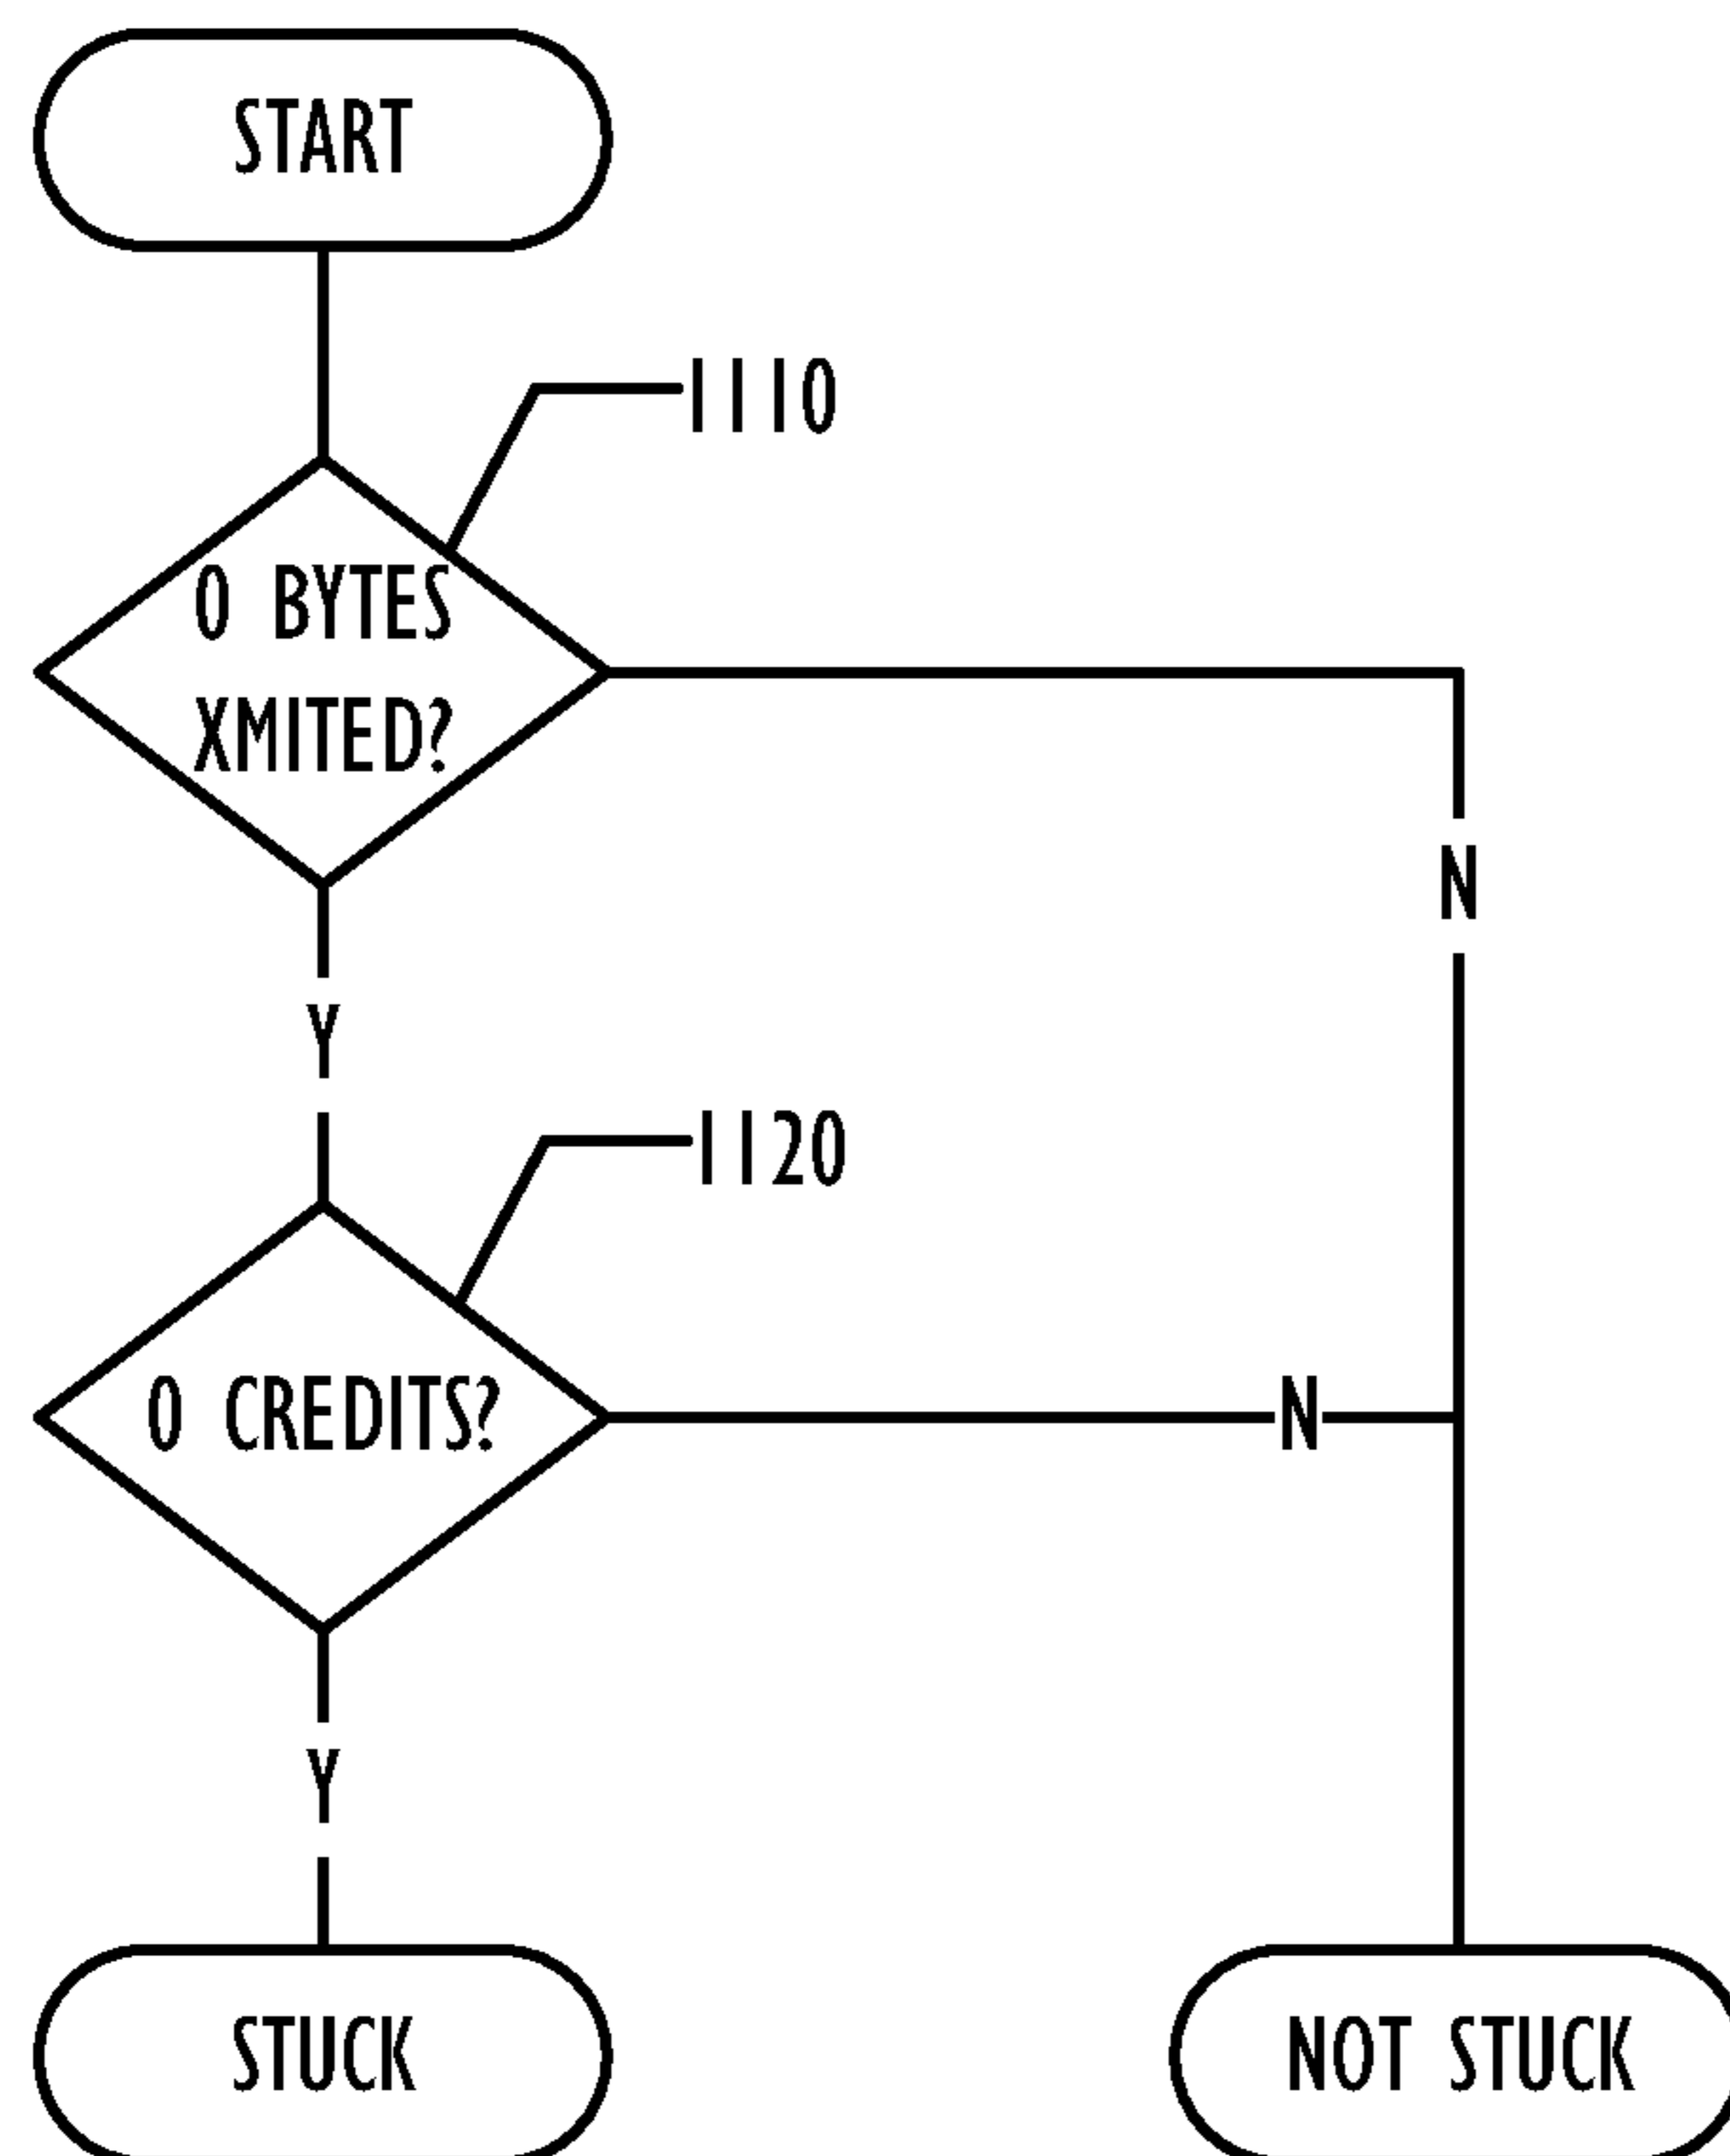 START
1110
0 BYTES
XMITED?
N
Y
1120
0 CREDITS?
N
Y
STUCK
NOT STUCK